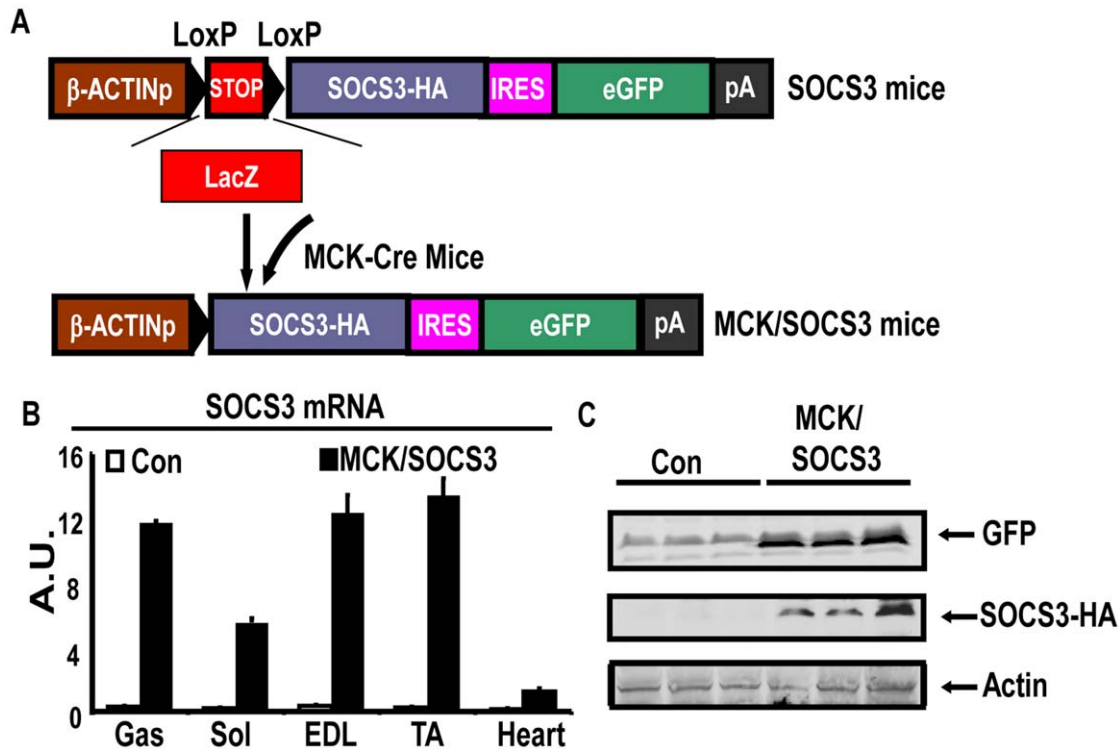 A
LoxP LoxP
β-ACTINp STOP SOCS3-HA IRES eGFP pA SOCS3 mice
LacZ
MCK-Cre Mice
β-ACTINp SOCS3-HA IRES eGFP pA MCK/SOCS3 mice
B
SOCS3 mRNA
Con MCK/SOCS3
A.U.
16
12
8
4
0
Gas Sol EDL TA Heart
C
Con
MCK/
SOCS3
GFP
SOCS3-HA
Actin